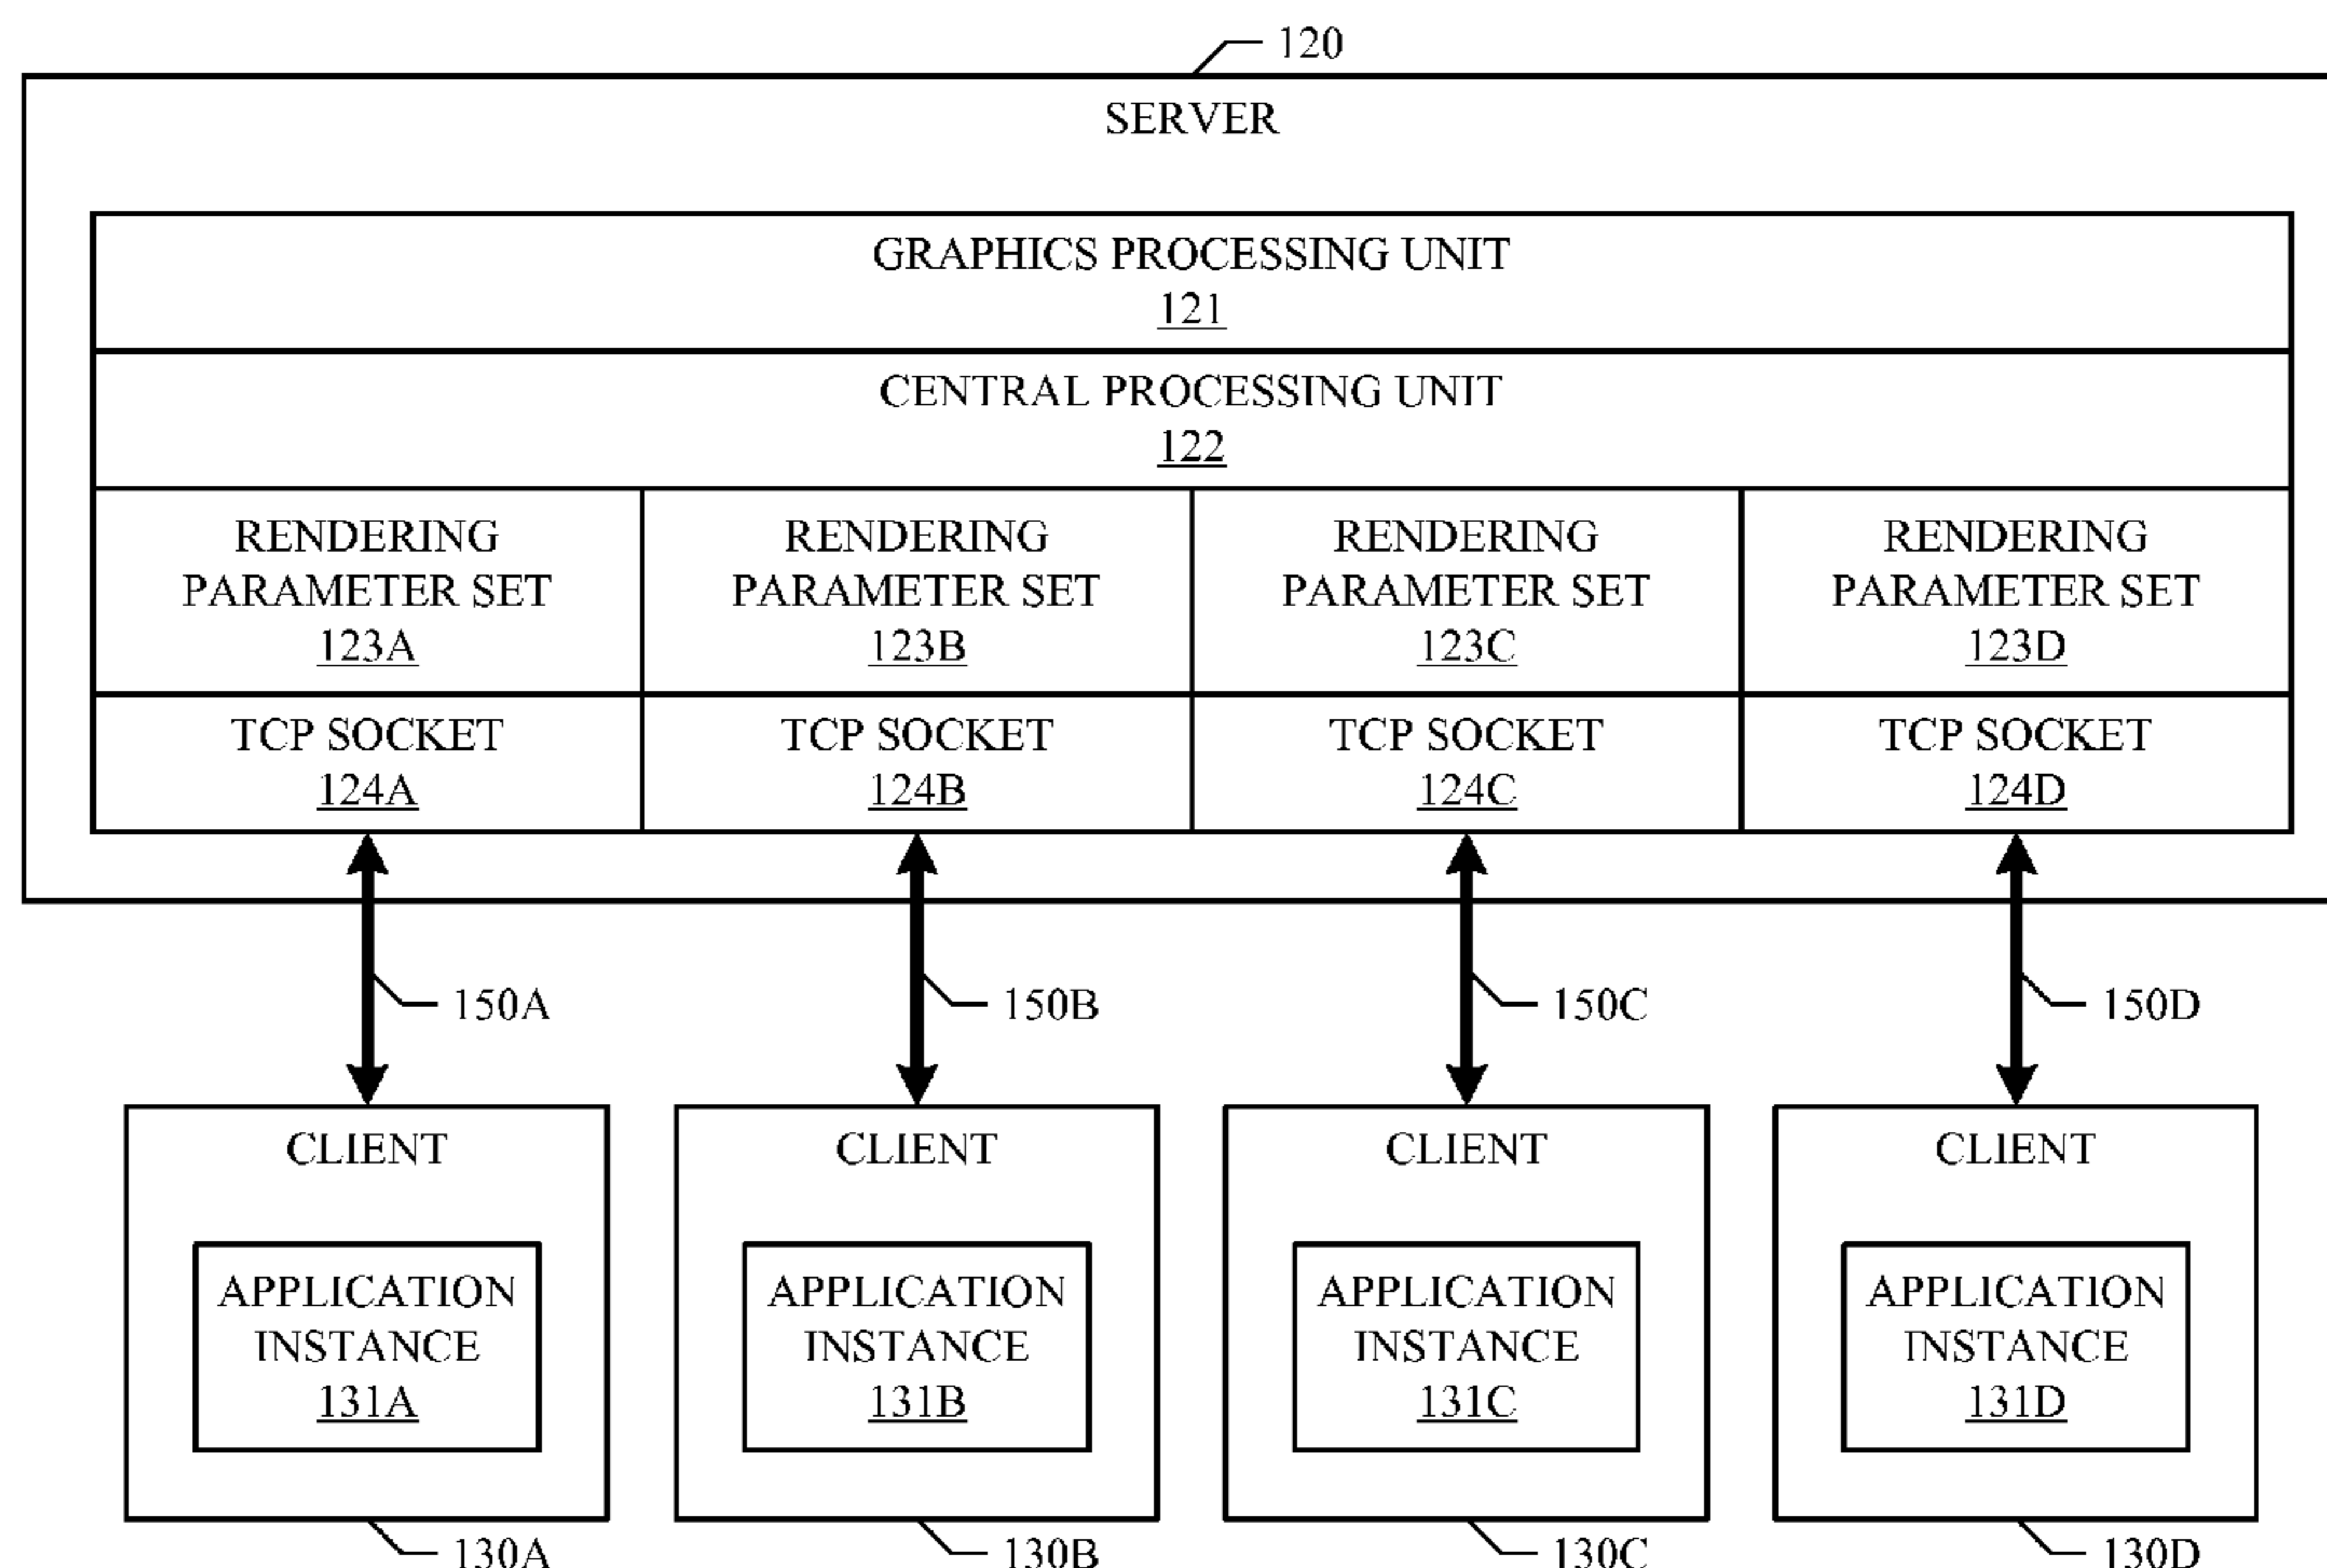 120
SERVER
GRAPHICS PROCESSING UNIT
121
CENTRAL PROCESSING UNIT
122
RENDERING
PARAMETER SET
123A
RENDERING
PARAMETER SET
123B
RENDERING
PARAMETER SET
123C
RENDERING
PARAMETER SET
123D
TCP SOCKET
124A
TCP SOCKET
124B
TCP SOCKET
124C
TCP SOCKET
124D
150A
150B
150C
150D
CLIENT
APPLICATION
INSTANCE
131A
130A
CLIENT
APPLICATION
INSTANCE
131B
130B
CLIENT
APPLICATION
INSTANCE
131C
130C
CLIENT
APPLICATION
INSTANCE
131D
130D